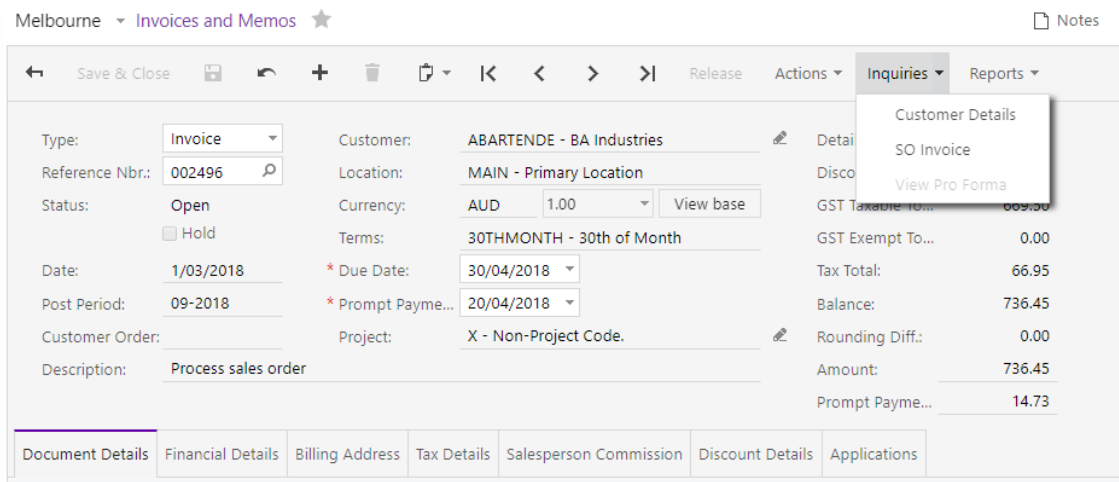 Melbourne Invoices and Memos Notes
Save & Close Release Actions Inquiries Reports
Customer Details
SO Invoice
View Pro Forma
Type: Invoice Customer: ABARTENDE - BA Industries Detai
Reference Nbr.: 002496 Location: MAIN - Primary Location Disco
Status: Open Currency: AUD 1.00 View base GST Taxable To... 669.50
Hold Terms: 30THMONTH - 30th of Month GST Exempt To... 0.00
Date: 1/03/2018 * Due Date: 30/04/2018 Tax Total: 66.95
Post Period: 09-2018 * Prompt Payme... 20/04/2018 Balance: 736.45
Customer Order: Project: X - Non-Project Code. Rounding Diff.: 0.00
Description: Process sales order Amount: 736.45
Prompt Payme... 14.73
Document Details Financial Details Billing Address Tax Details Salesperson Commission Discount Details Applications